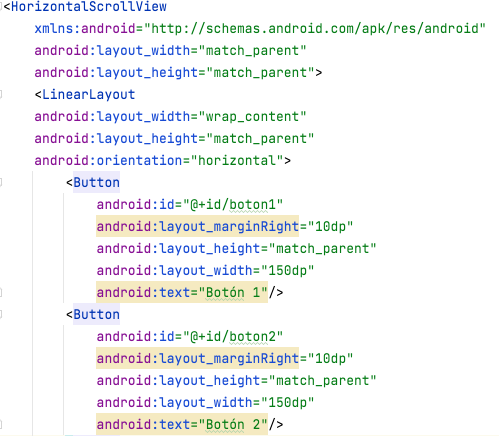 <HorizontalScrollView
xmlns:android="http://schemas.android.com/apk/res/android"
android:layout_width="match_parent"
android:layout_height="match_parent">
<LinearLayout
android:layout_width="wrap_content"
android:layout_height="match_parent"
android:orientation="horizontal">
<Button
android:id="@+id/boton1"
android:layout_marginRight="10dp"
android:layout_height="match_parent"
android:layout_width="150dp"
android:text="Botón 1"/>
<Button
android:id="@+id/boton2"
android:layout_marginRight="10dp"
android:layout_height="match_parent"
android:layout_width="150dp"
android:text="Botón 2"/>